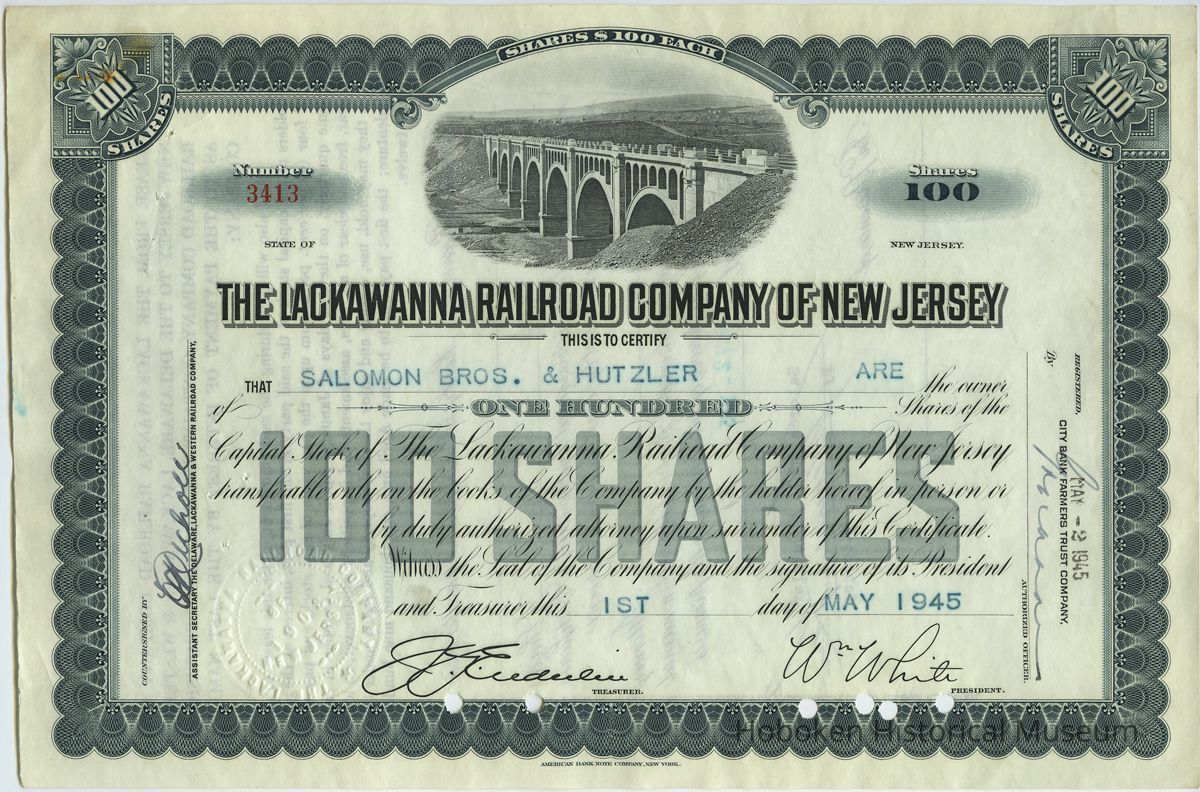 SHARES $100 EACH
100
SHARES
100
SHARES
Number
3413
Shares
100
STATE OF
NEW JERSEY.
THE LACKAWANNA RAILROAD COMPANY OF NEW JERSEY
THIS IS TO CERTIFY
THAT SALOMON BROS. & HUTZLER ARE the owner
of ONE HUNDRED Shares of the
Capital Stock of The Lackawanna Railroad Company of New Jersey
transferable only on the books of the Company by the holder hereof in person or
by duly authorized attorney upon surrender of this Certificate.
100 SHARES
Witness the Seal of the Company and the signature of its President
and Treasurer this 1ST day of MAY 1945
TREASURER.
Wm White
PRESIDENT.
COUNTERSIGNED BY
ASSISTANT SECRETARY THE DELAWARE, LACKAWANNA & WESTERN RAILROAD COMPANY,
REGISTERED,
CITY BANK FARMERS TRUST COMPANY,
MAY - 2 1945
By
AUTHORIZED OFFICER.
AMERICAN BANK NOTE COMPANY, NEW YORK.
Hoboken Historical Museum